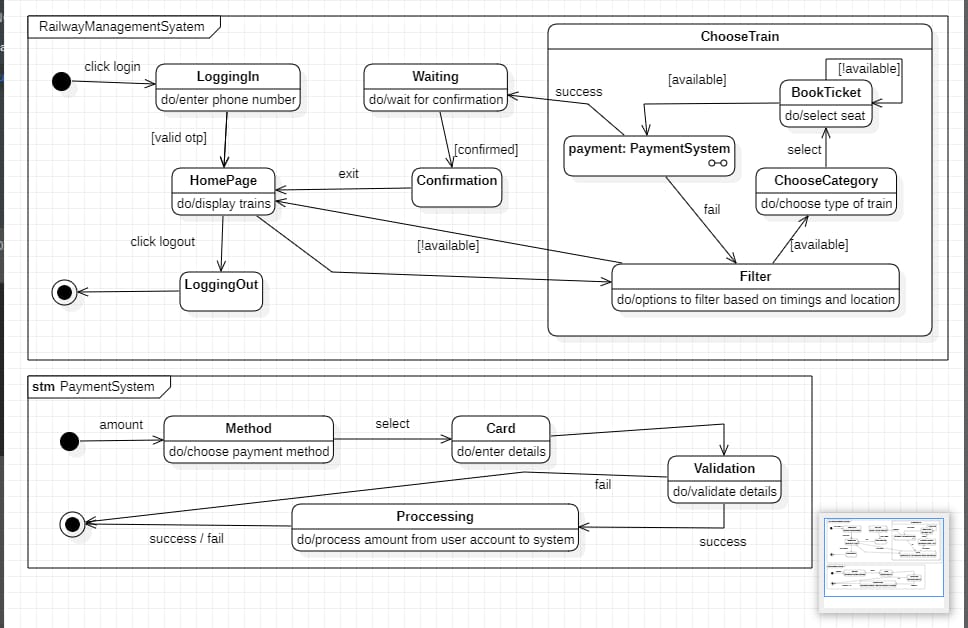 RailwayManagementSyatem
ChooseTrain
click login
LoggingIn
do/enter phone number
Waiting
do/wait for confirmation
success
[available]
[!available]
BookTicket
do/select seat
[valid otp]
[confirmed]
payment: PaymentSystem
select
HomePage
do/display trains
exit
Confirmation
ChooseCategory
do/choose type of train
fail
click logout
[!available]
[available]
LoggingOut
Filter
do/options to filter based on timings and location
stm PaymentSystem
amount
Method
do/choose payment method
select
Card
do/enter details
Validation
do/validate details
fail
Proccessing
do/process amount from user account to system
success / fail
success